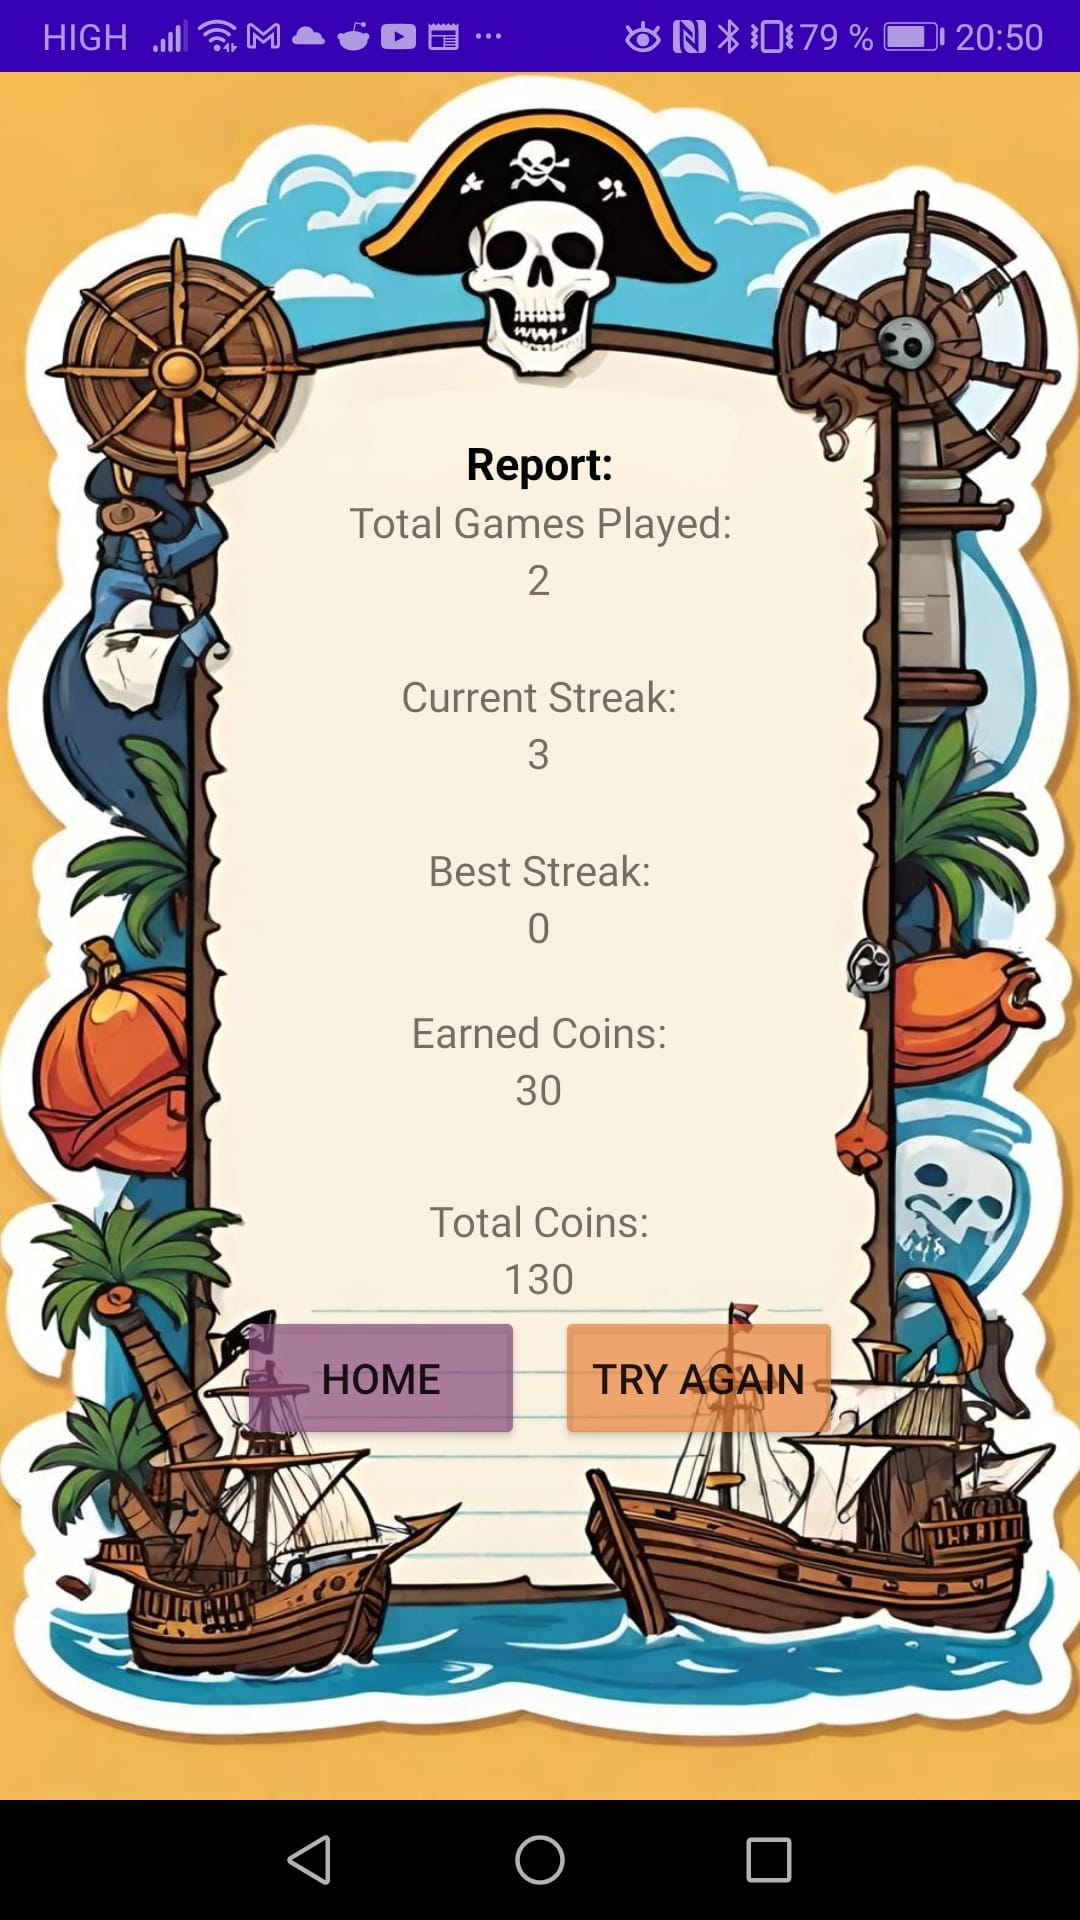 HIGH 79 % 20:50
Report:
Total Games Played:
2
Current Streak:
3
Best Streak:
0
Earned Coins:
30
Total Coins:
130
HOME TRY AGAIN